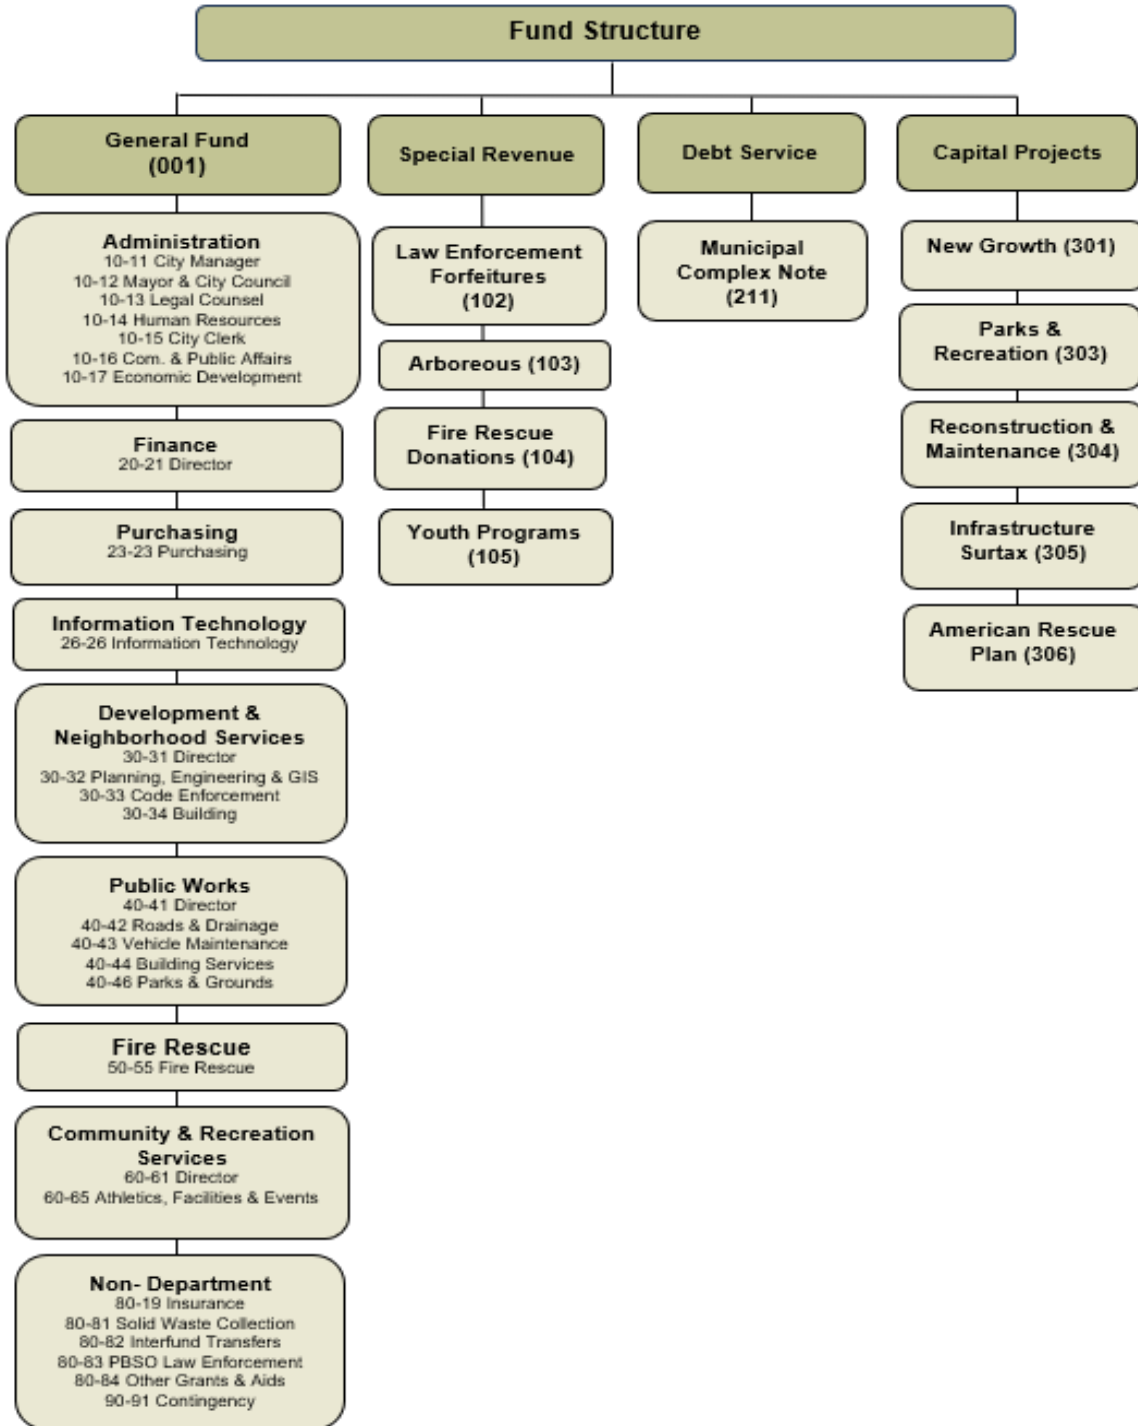 Fund Structure
General Fund
(001)
Administration
10-11 City Manager
10-12 Mayor & City Council
10-13 Legal Counsel
10-14 Human Resources
10-15 City Clerk
10-16 Com. & Public Affairs
10-17 Economic Development
Finance
20-21 Director
Purchasing
23-23 Purchasing
Information Technology
26-26 Information Technology
Development &
Neighborhood Services
30-31 Director
30-32 Planning, Engineering & GIS
30-33 Code Enforcement
30-34 Building
Public Works
40-41 Director
40-42 Roads & Drainage
40-43 Vehicle Maintenance
40-44 Building Services
40-46 Parks & Grounds
Fire Rescue
50-55 Fire Rescue
Community & Recreation
Services
60-61 Director
60-65 Athletics, Facilities & Events
Non- Department
80-19 Insurance
80-81 Solid Waste Collection
80-82 Interfund Transfers
80-83 PBSO Law Enforcement
80-84 Other Grants & Aids
90-91 Contingency
Special Revenue
Law Enforcement
Forfeitures
(102)
Arboreous (103)
Fire Rescue
Donations (104)
Youth Programs
(105)
Debt Service
Municipal
Complex Note
(211)
Capital Projects
New Growth (301)
Parks &
Recreation (303)
Reconstruction &
Maintenance (304)
Infrastructure
Surtax (305)
American Rescue
Plan (306)